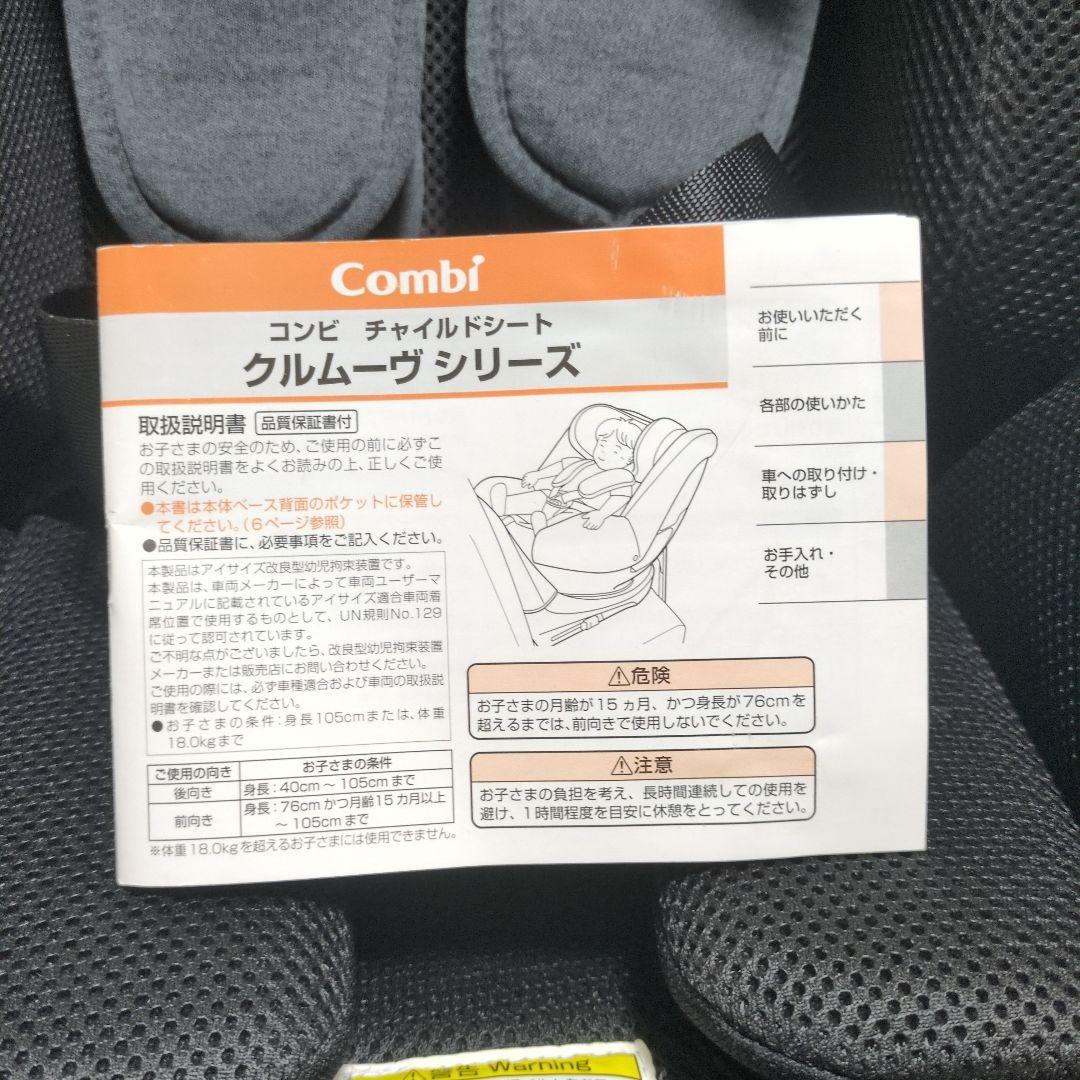 Combi
コンビ チャイルドシート
クルムーヴ シリーズ
取扱説明書 品質保証書付
お子さまの安全のため、ご使用の前に必ずこ
の取扱説明書をよくお読みの上、正しくご使
用ください。
●本書は本体ベース背面のポケットに保管し
てください。(6ページ参照)
●品質保証書に、必要事項をご記入ください。
本製品はアイサイズ改良型幼児拘束装置です。
本製品は、車両メーカーによって車両ユーザーマ
ニュアルに記載されているアイサイズ適合車両着
席位置で使用するものとして、UN規則No.129
に従って認可されています。
ご不明な点がございましたら、改良型幼児拘束装置
メーカーまたは販売店にお問い合わせください。
ご使用の際には、必ず車種適合および車両の取扱説
明書を確認してください。
●お子さまの条件:身長105cmまたは、体重
18.0kgまで
ご使用の向き お子さまの条件
後向き 身長:40cm～105cmまで
前向き 身長:76cmかつ月齢15カ月以上
～105cmまで
※体重18.0kgを超えるお子さまには使用できません。
⚠危険
お子さまの月齢が15ヵ月、かつ身長が76cmを
超えるまでは、前向きで使用しないでください。
⚠注意
お子さまの負担を考え、長時間連続しての使用を
避け、1時間程度を目安に休憩をとってください。
お使いいただく
前に
各部の使いかた
車への取り付け・
取りはずし
お手入れ・
その他
⚠警告 Warning